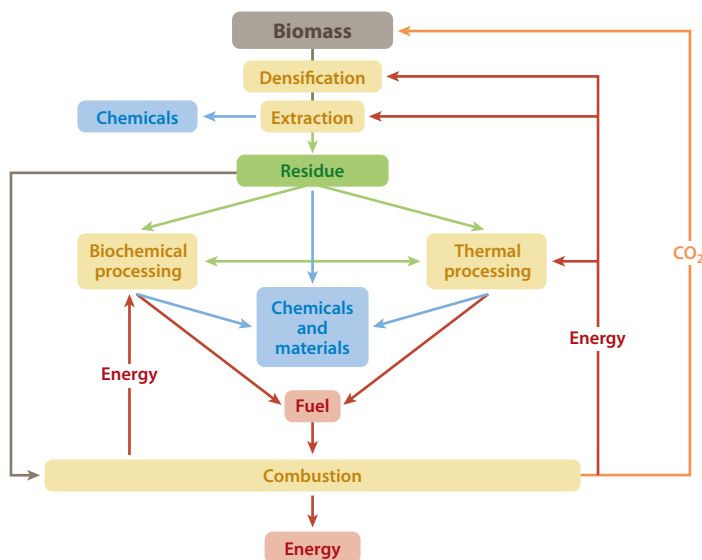 Biomass
Densification
Chemicals
Extraction
Residue
Biochemical
processing
Thermal
processing
CO₂
Chemicals
and
materials
Energy
Energy
Fuel
Combustion
Energy